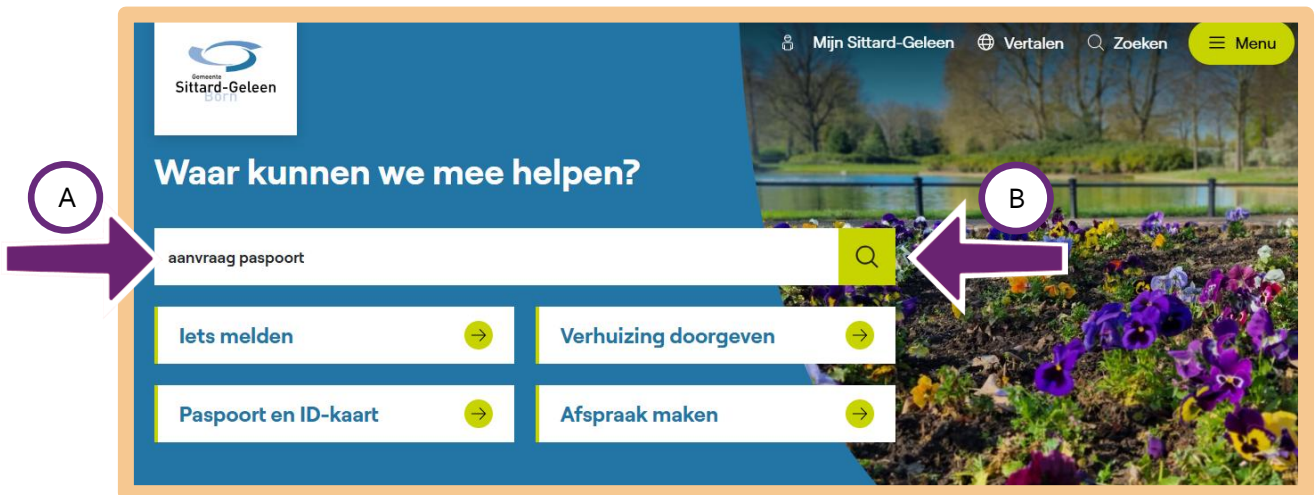 Gemeente
Sittard-Geleen
Born
Mijn Sittard-Geleen Vertalen Zoeken Menu
Waar kunnen we mee helpen?
A
B
aanvraag paspoort
Iets melden
Verhuizing doorgeven
Paspoort en ID-kaart
Afspraak maken